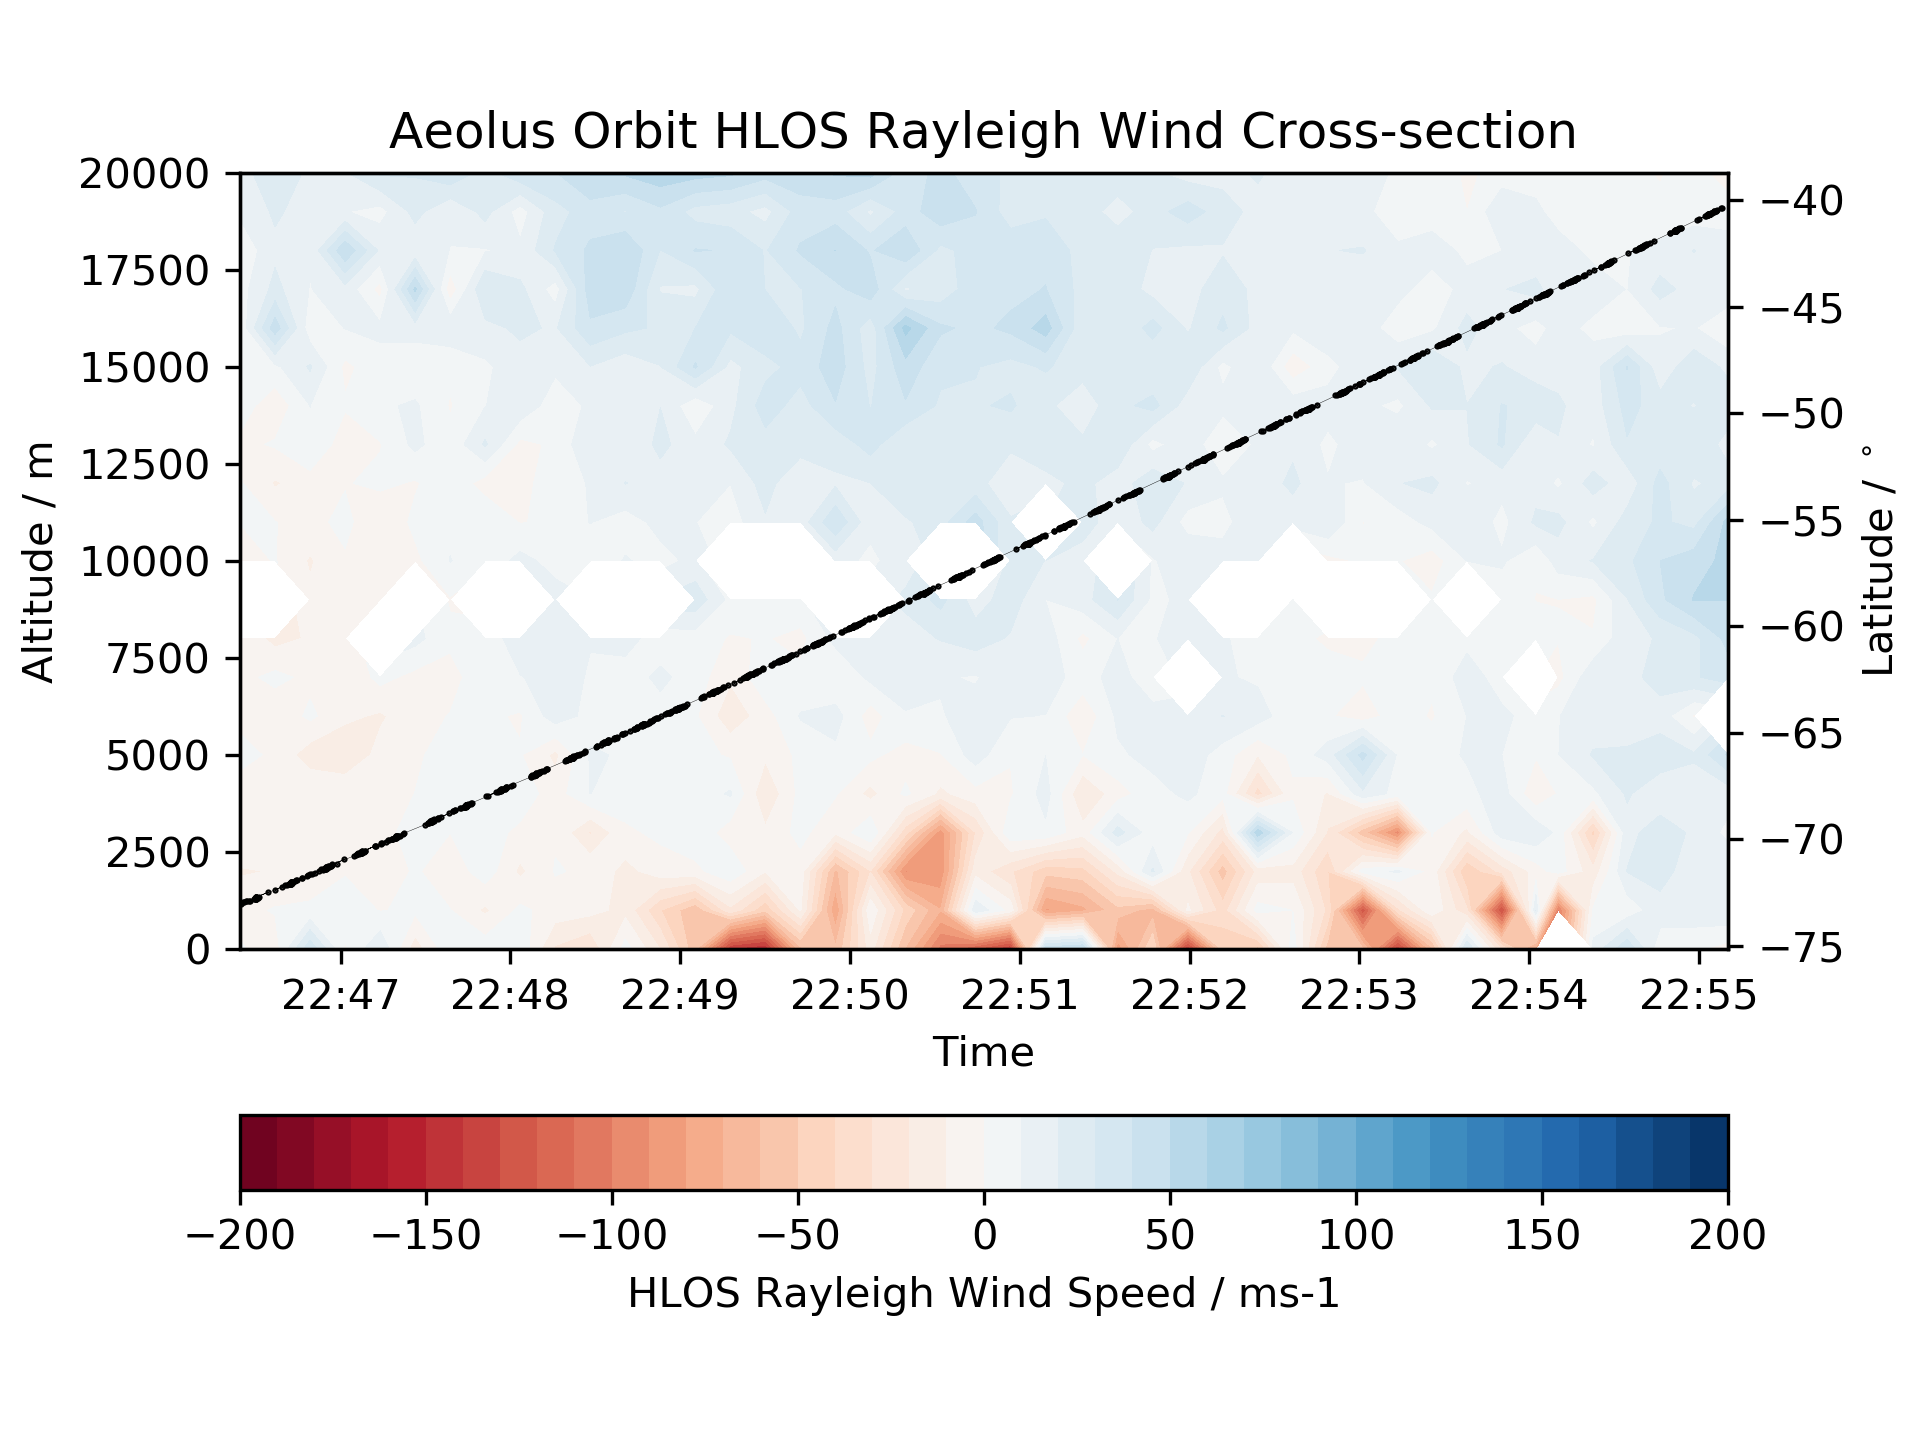 Aeolus Orbit HLOS Rayleigh Wind Cross-section
20000
17500
15000
12500
10000
7500
5000
2500
0
Altitude / m
−40
−45
−50
−55
−60
−65
−70
−75
Latitude / °
22:47 22:48 22:49 22:50 22:51 22:52 22:53 22:54 22:55
Time
−200 −150 −100 −50 0 50 100 150 200
HLOS Rayleigh Wind Speed / ms-1